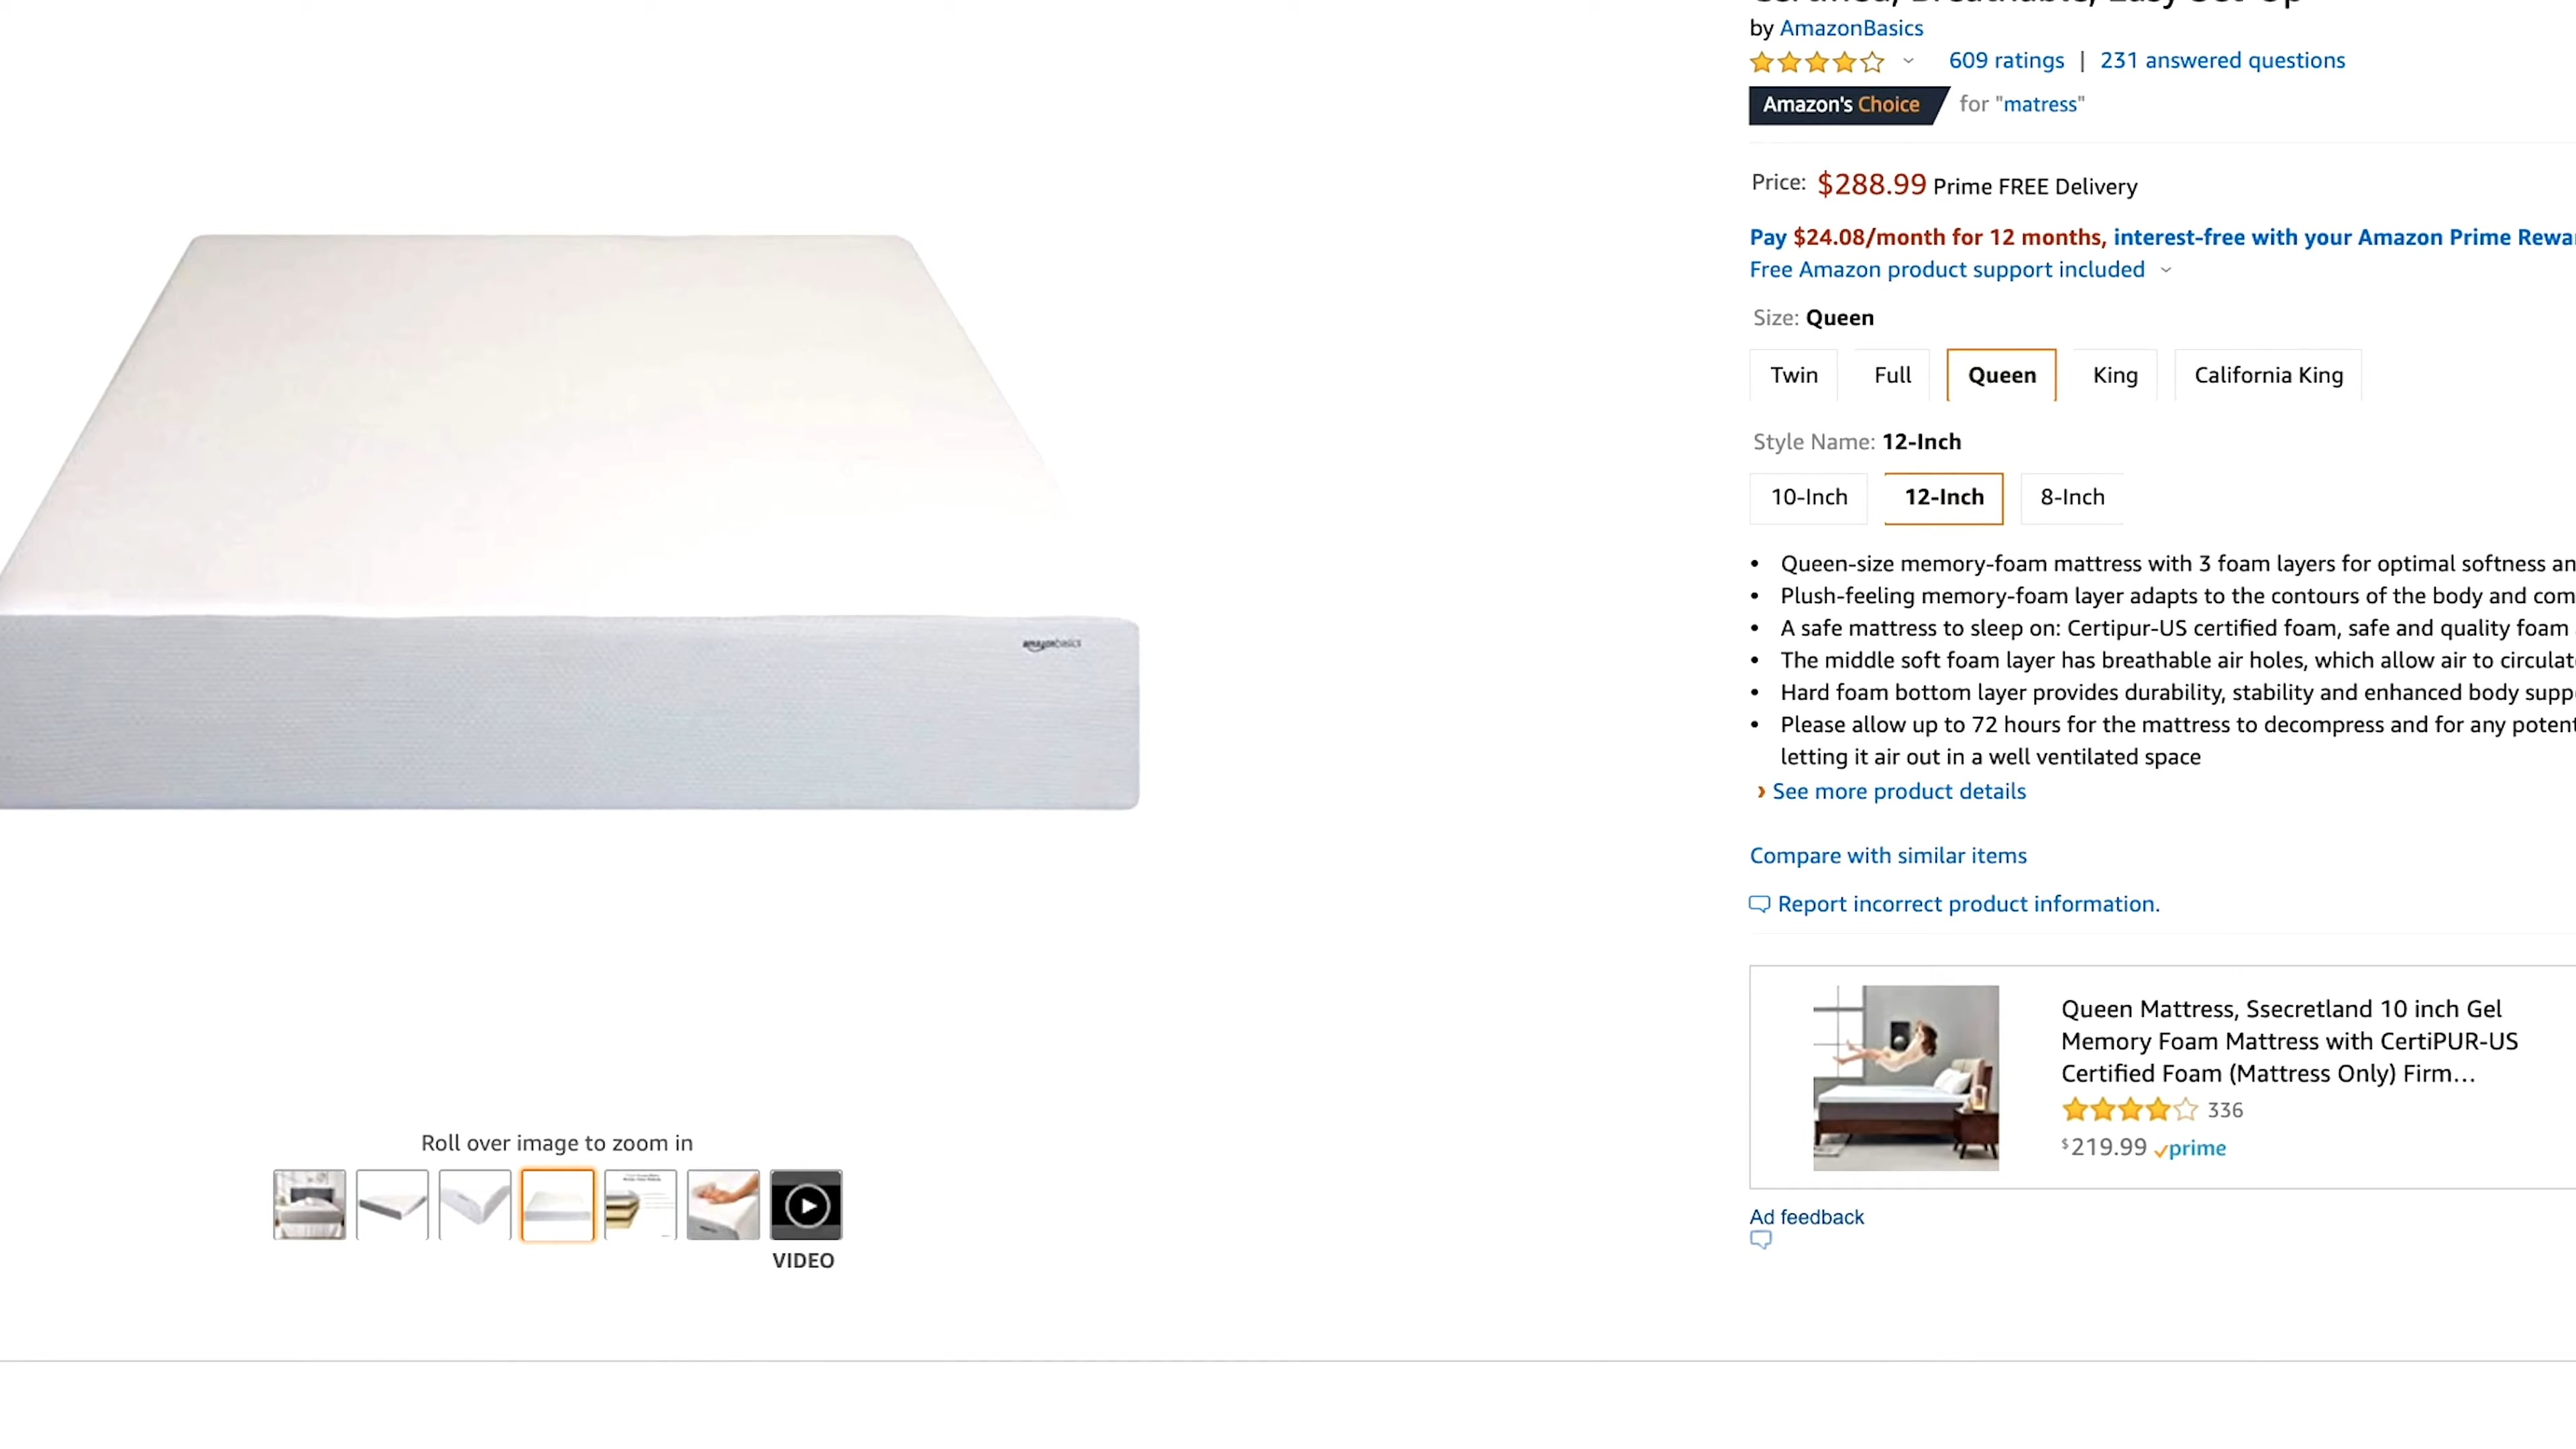 Certified, Breathable, Easy Set-Up
by AmazonBasics
609 ratings | 231 answered questions
Amazon's Choice for "matress"
Price: $288.99 Prime FREE Delivery
Pay $24.08/month for 12 months, interest-free with your Amazon Prime
Free Amazon product support included
Size: Queen
Twin Full Queen King California King
Style Name: 12-Inch
10-Inch 12-Inch 8-Inch
• Queen-size memory-foam mattress with 3 foam layers for optimal softness
• Plush-feeling memory-foam layer adapts to the contours of the body and
• A safe mattress to sleep on: Certipur-US certified foam, safe and quality foam
• The middle soft foam layer has breathable air holes, which allow air to
• Hard foam bottom layer provides durability, stability and enhanced body
• Please allow up to 72 hours for the mattress to decompress and for any
letting it air out in a well ventilated space
› See more product details
Compare with similar items
Report incorrect product information.
Queen Mattress, Ssecretland 10 inch Gel
Memory Foam Mattress with CertiPUR-US
Certified Foam (Mattress Only) Firm...
336
$219.99 prime
Ad feedback
amazonbasics
Roll over image to zoom in
VIDEO